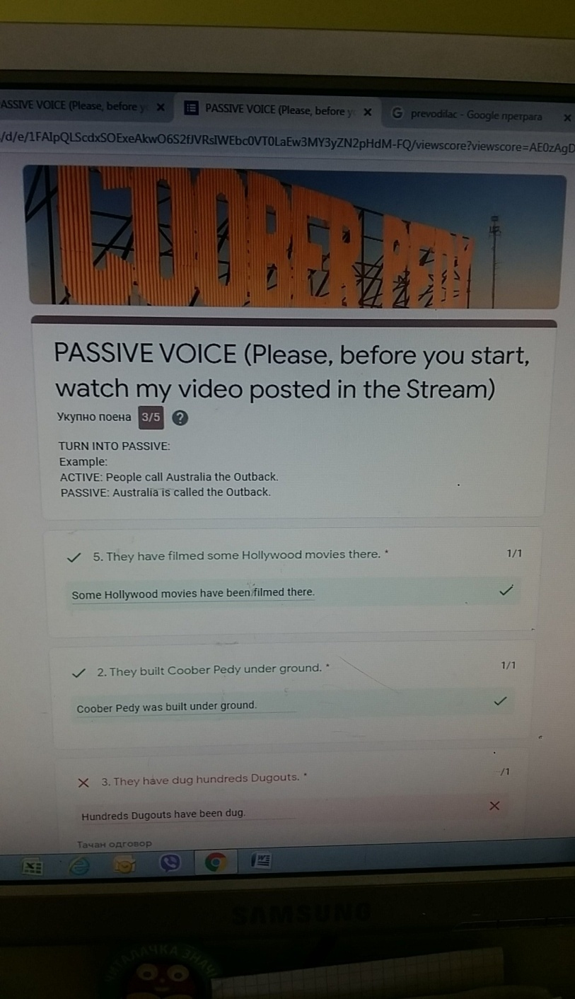 ASSIVE VOICE (Please, before y
PASSIVE VOICE (Please, before y
prevodilac - Google претрага
/d/e/1FAIpQLScdxSOExeAkwO6S2fJVRsIWEbc0VT0LaEw3MY3yZN2pHdM-FQ/viewscore?viewscore=AE0zAgD
COOBER PEDY
PASSIVE VOICE (Please, before you start,
watch my video posted in the Stream)
Укупно поена 3/5 ?
TURN INTO PASSIVE:
Example:
ACTIVE: People call Australia the Outback.
PASSIVE: Australia is called the Outback.
5. They have filmed some Hollywood movies there. * 1/1
Some Hollywood movies have been filmed there.
2. They built Coober Pedy under ground. * 1/1
Coober Pedy was built under ground.
3. They have dug hundreds Dugouts. * /1
Hundreds Dugouts have been dug.
Тачан одговор
SAMSUNG
ЧИТАЛАЧКА ЗНАЧ